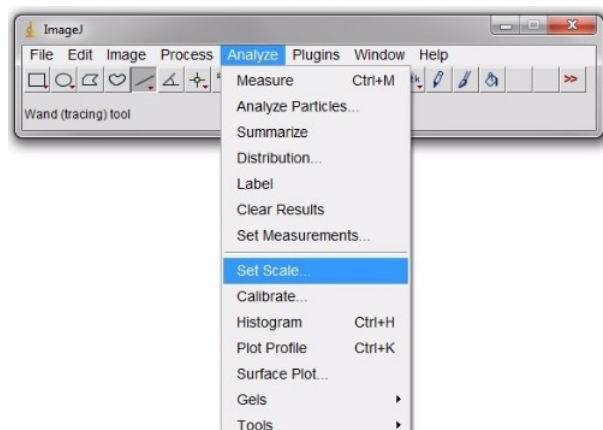 ImageJ
File Edit Image Process Analyze Plugins Window Help
>>
Wand (tracing) tool
Measure Ctrl+M
Analyze Particles...
Summarize
Distribution...
Label
Clear Results
Set Measurements...
Set Scale...
Calibrate...
Histogram Ctrl+H
Plot Profile Ctrl+K
Surface Plot...
Gels
Tools